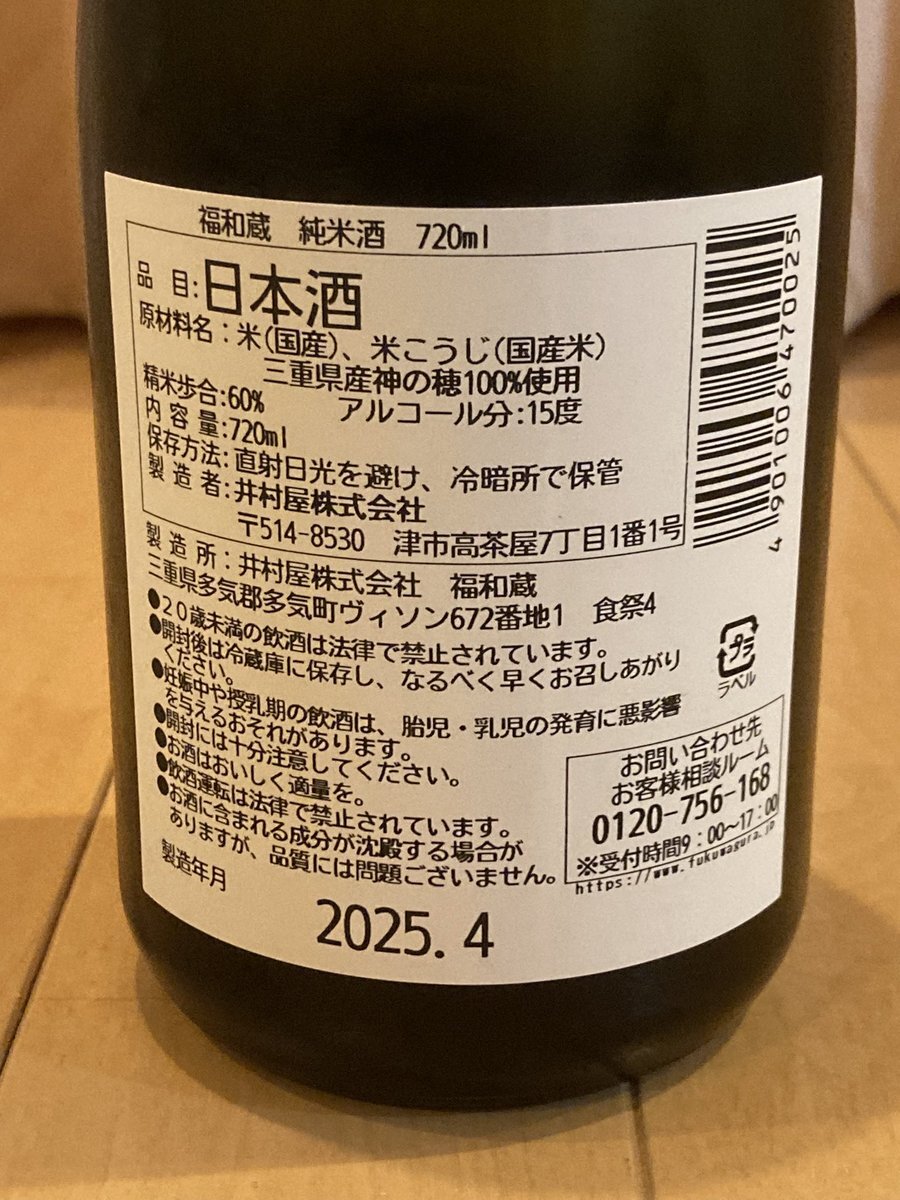 福和蔵 純米酒 720ml
品 目:日本酒
原材料名:米(国産)、米こうじ(国産米)
三重県産神の穂100%使用
精米歩合:60% アルコール分:15度
内 容 量:720ml
保存方法:直射日光を避け、冷暗所で保管
製 造 者:井村屋株式会社
〒514-8530 津市高茶屋7丁目1番1号
製 造 所:井村屋株式会社 福和蔵
三重県多気郡多気町ヴィソン672番地1 食祭4
●20歳未満の飲酒は法律で禁止されています。
●開封後は冷蔵庫に保存し、なるべく早くお召しあがり
ください。
●妊娠中や授乳期の飲酒は、胎児・乳児の発育に悪影響
を与えるおそれがあります。
●開封には十分注意してください。
●お酒はおいしく適量を。
●飲酒運転は法律で禁止されています。
●お酒に含まれる成分が沈殿する場合が
ありますが、品質には問題ございません。
製造年月
2025.4
4901006470025
プラ
ラベル
お問い合わせ先
お客様相談ルーム
0120-756-168
※受付時間9:00~17:00
https://www.fukuwagura.jp